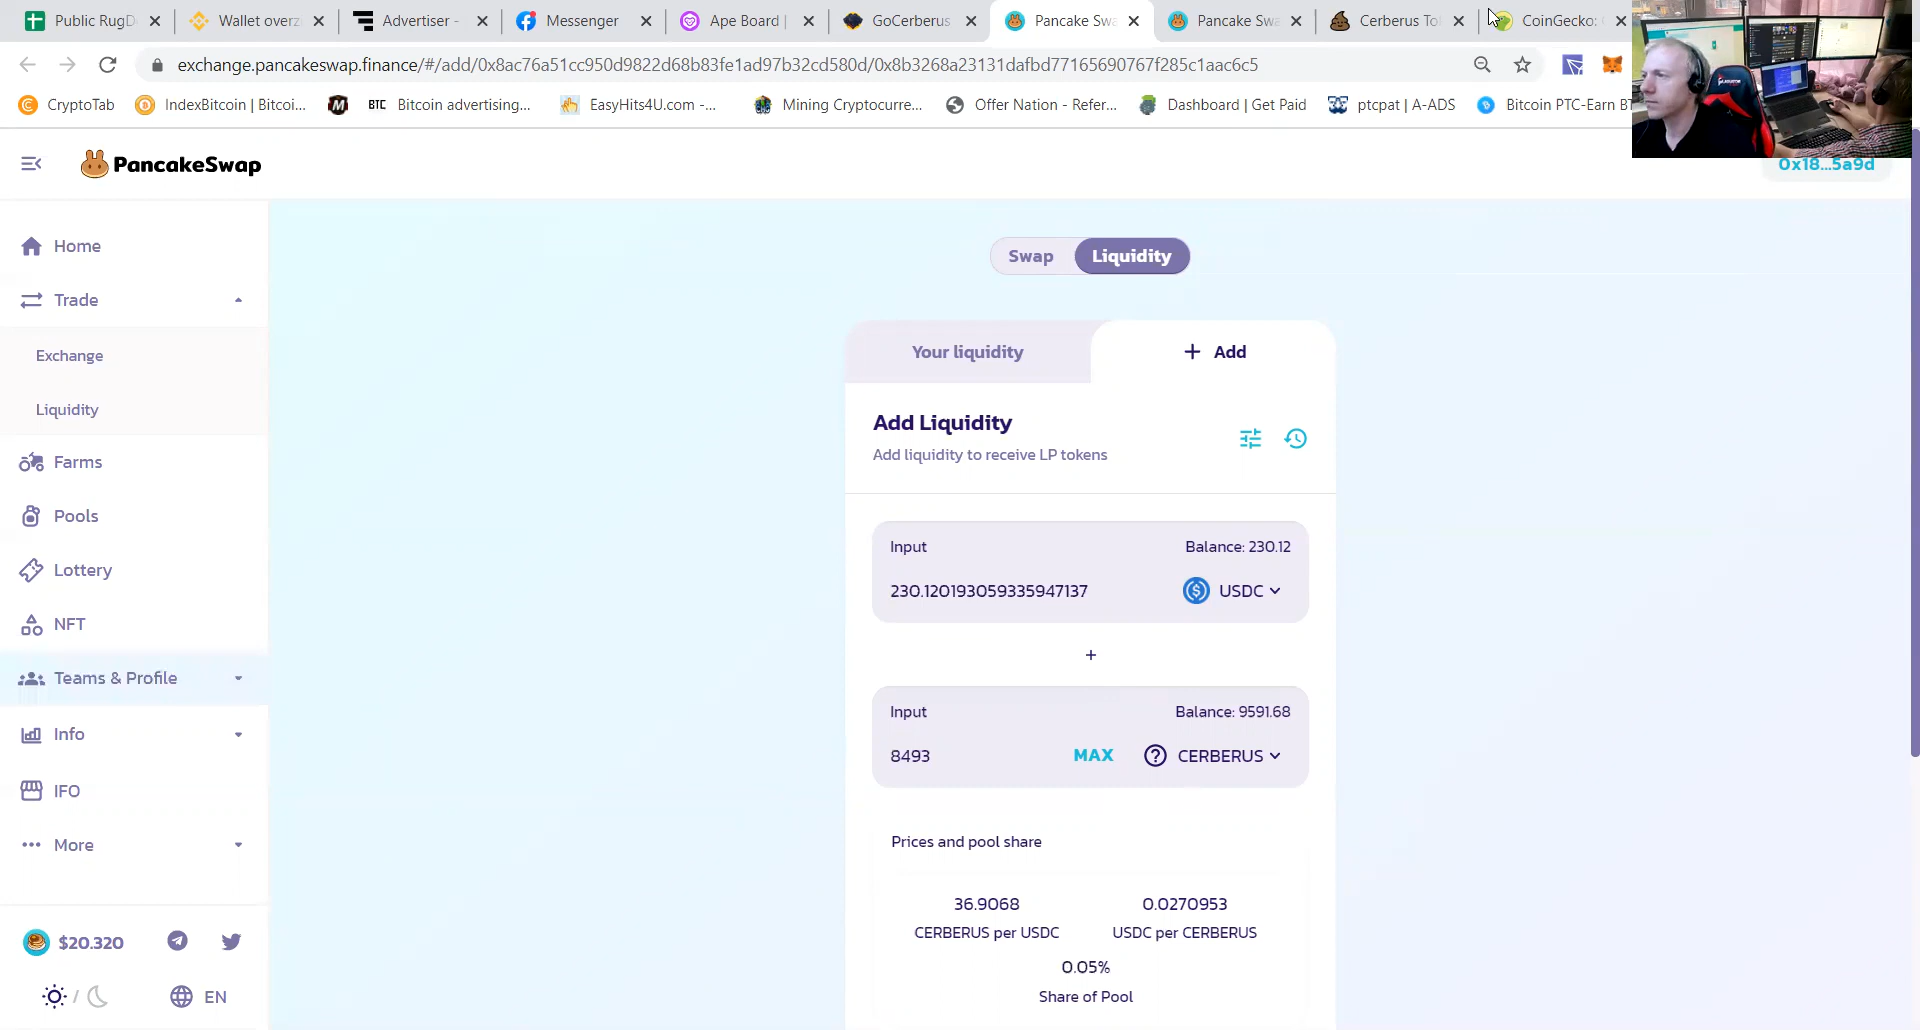 Public RugD
Wallet overz
Advertiser -
Messenger
Ape Board |
GoCerberus
Pancake Swa
Pancake Swa
Cerberus To
CoinGecko:
exchange.pancakeswap.finance/#/add/0x8ac76a51cc950d9822d68b83fe1ad97b32cd580d/0x8b3268a23131dafbd77165690767f285c1aac6c5
CryptoTab
IndexBitcoin | Bitcoi...
BTC Bitcoin advertising...
EasyHits4U.com -...
Mining Cryptocurre...
Offer Nation - Refer...
Dashboard | Get Paid
ptcpat | A-ADS
Bitcoin PTC-Earn BT
PancakeSwap
0x18...5a9d
Home
Trade
Exchange
Liquidity
Farms
Pools
Lottery
NFT
Teams & Profile
Info
IFO
More
$20.320
EN
Swap
Liquidity
Your liquidity
+ Add
Add Liquidity
Add liquidity to receive LP tokens
Input
Balance: 230.12
230.120193059335947137
USDC
+
Input
Balance: 9591.68
8493
MAX
CERBERUS
Prices and pool share
36.9068
0.0270953
CERBERUS per USDC
USDC per CERBERUS
0.05%
Share of Pool